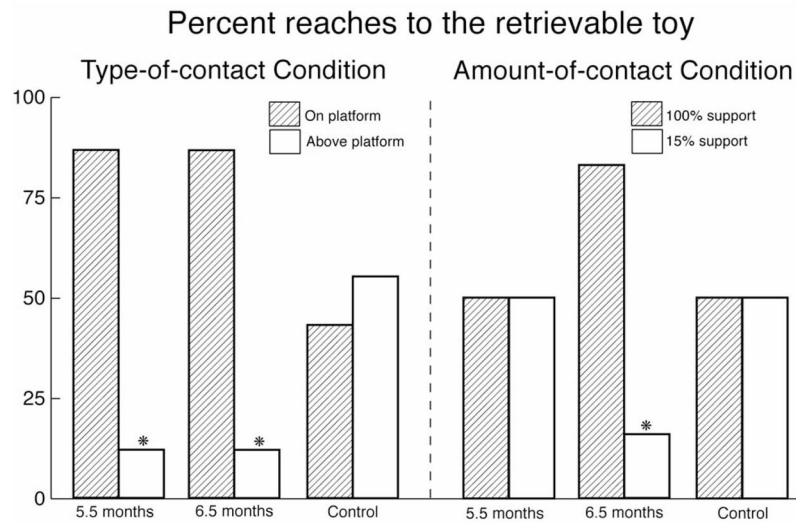 Percent reaches to the retrievable toy
Type-of-contact Condition
Amount-of-contact Condition
100
75
50
25
0
On platform
Above platform
100% support
15% support
*
*
*
5.5 months
6.5 months
Control
5.5 months
6.5 months
Control